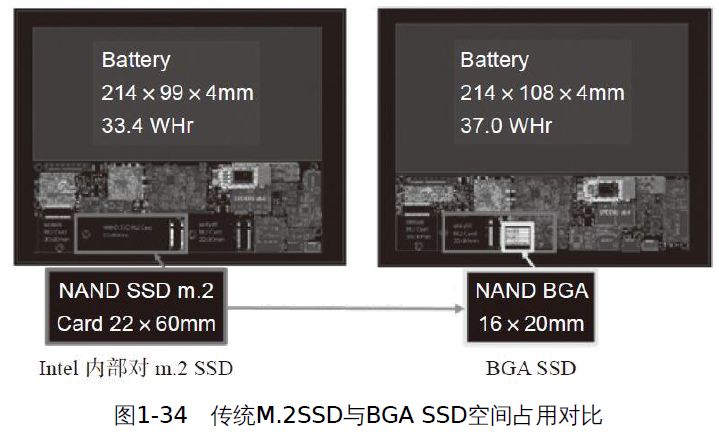 Battery
214×99×4mm
33.4 WHr
Battery
214×108×4mm
37.0 WHr
NAND SSD m.2
Card 22×60mm
NAND BGA
16×20mm
Intel 内部对 m.2 SSD
BGA SSD
图1-34 传统M.2SSD与BGA SSD空间占用对比